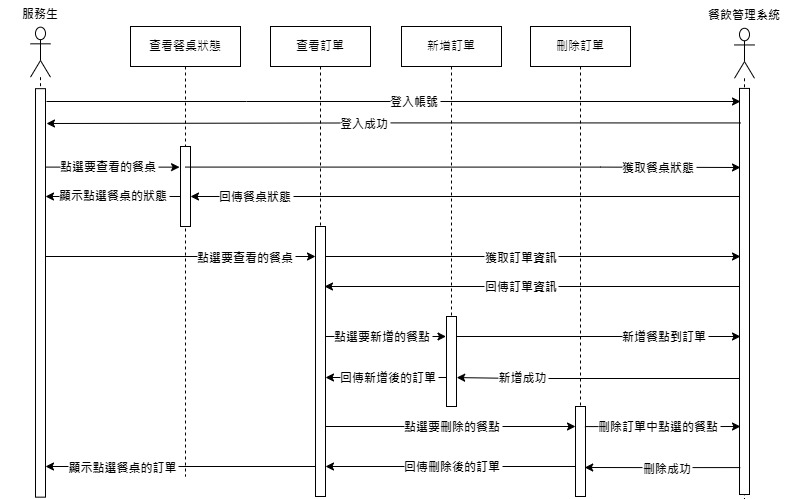 服務生
餐飲管理系統
查看餐桌狀態
查看訂單
新增訂單
刪除訂單
登入帳號
登入成功
點選要查看的餐桌
獲取餐桌狀態
顯示點選餐桌的狀態
回傳餐桌狀態
點選要查看的餐桌
獲取訂單資訊
回傳訂單資訊
點選要新增的餐點
新增餐點到訂單
回傳新增後的訂單
新增成功
點選要刪除的餐點
刪除訂單中點選的餐點
顯示點選餐桌的訂單
回傳刪除後的訂單
刪除成功